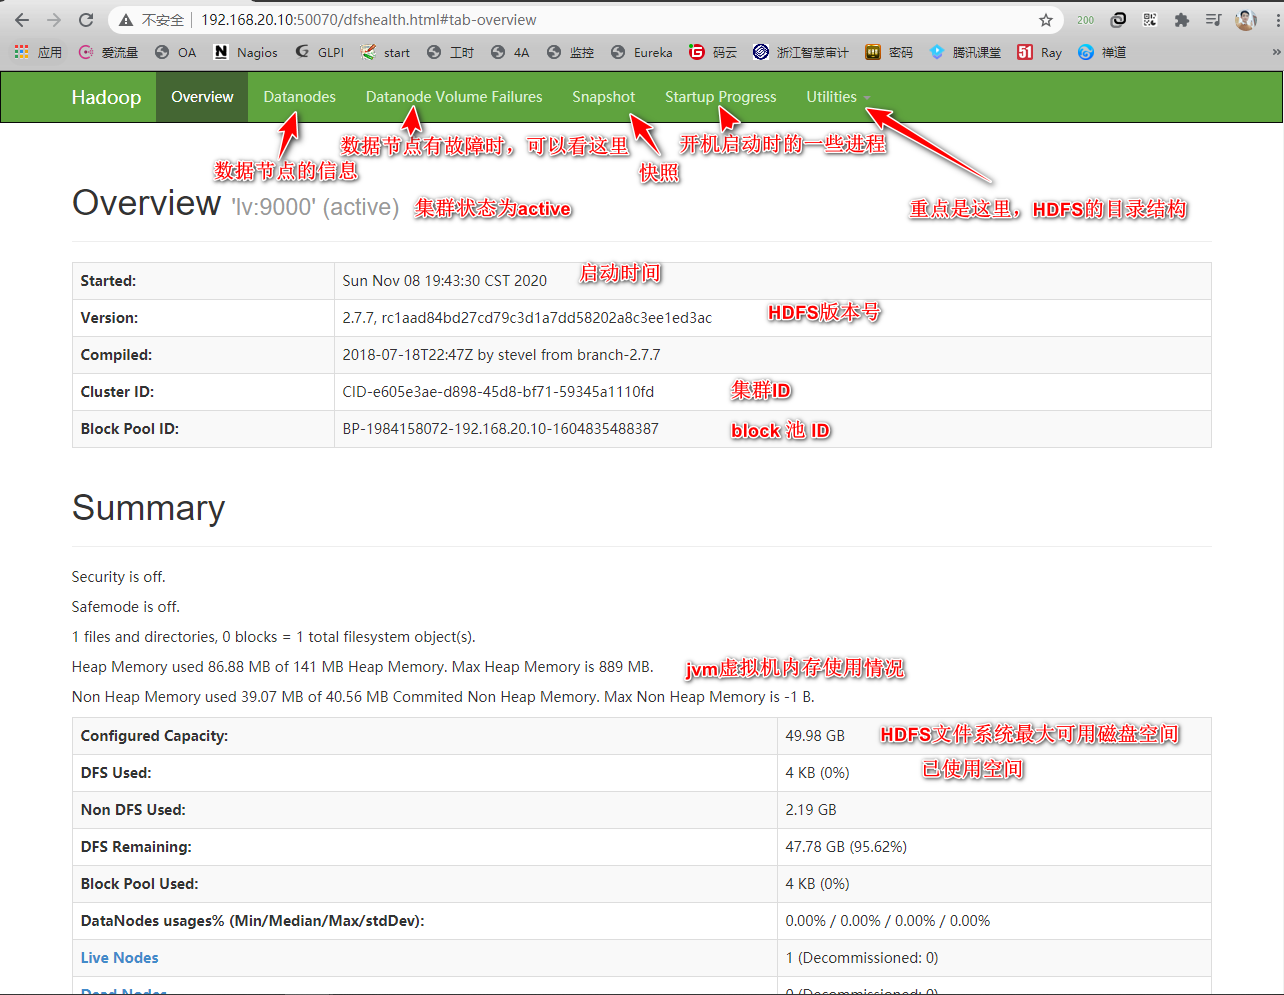 不安全 192.168.20.10:50070/dfshealth.html#tab-overview 200
应用 爱流量 OA Nagios GLPI start 工时 4A 监控 Eureka 码云 浙江智慧审计 密码 腾讯课堂 51 Ray 禅道 »
Hadoop Overview Datanodes Datanode Volume Failures Snapshot Startup Progress Utilities
数据节点有故障时，可以看这里 开机启动时的一些进程
数据节点的信息 快照
Overview 'lv:9000' (active) 集群状态为active 重点是这里，HDFS的目录结构
Started: Sun Nov 08 19:43:30 CST 2020 启动时间
Version: 2.7.7, rc1aad84bd27cd79c3d1a7dd58202a8c3ee1ed3ac HDFS版本号
Compiled: 2018-07-18T22:47Z by stevel from branch-2.7.7
Cluster ID: CID-e605e3ae-d898-45d8-bf71-59345a1110fd 集群ID
Block Pool ID: BP-1984158072-192.168.20.10-1604835488387 block 池 ID
Summary
Security is off.
Safemode is off.
1 files and directories, 0 blocks = 1 total filesystem object(s).
Heap Memory used 86.88 MB of 141 MB Heap Memory. Max Heap Memory is 889 MB. jvm虚拟机内存使用情况
Non Heap Memory used 39.07 MB of 40.56 MB Commited Non Heap Memory. Max Non Heap Memory is -1 B.
Configured Capacity: 49.98 GB HDFS文件系统最大可用磁盘空间
DFS Used: 4 KB (0%) 已使用空间
Non DFS Used: 2.19 GB
DFS Remaining: 47.78 GB (95.62%)
Block Pool Used: 4 KB (0%)
DataNodes usages% (Min/Median/Max/stdDev): 0.00% / 0.00% / 0.00% / 0.00%
Live Nodes 1 (Decommissioned: 0)
Dead Nodes 0 (Decommissioned: 0)